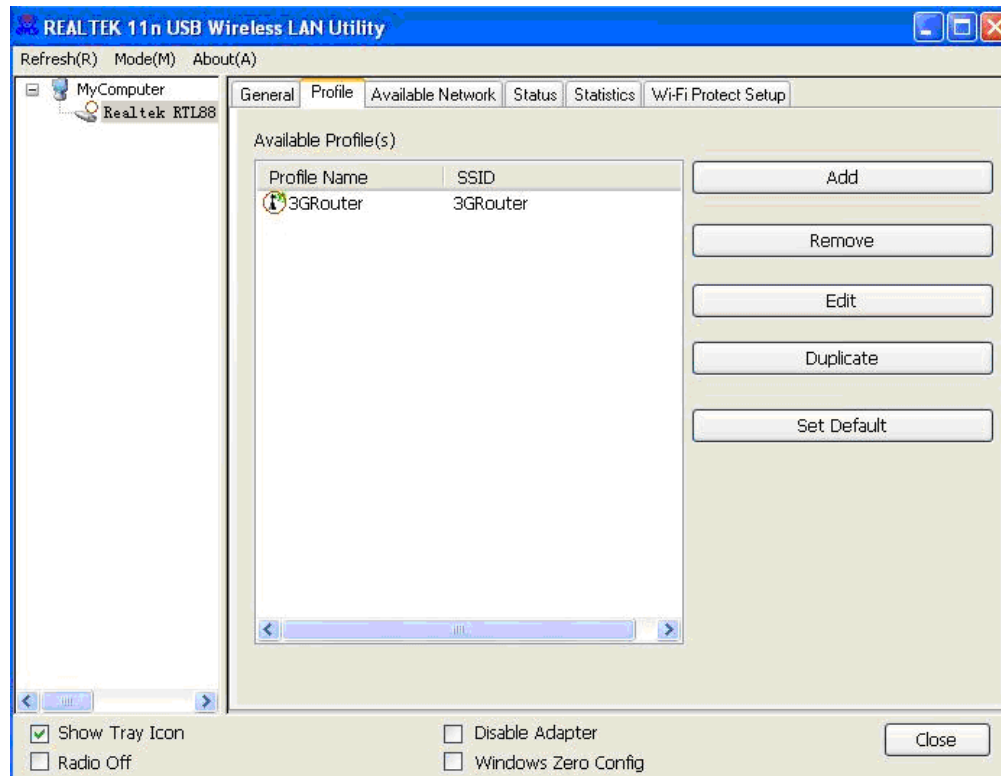 REALTEK 11n USB Wireless LAN Utility
Refresh(R) Mode(M) About(A)
MyComputer
Realtek RTL88
General Profile Available Network Status Statistics Wi-Fi Protect Setup
Available Profile(s)
Profile Name SSID
3GRouter 3GRouter
Add
Remove
Edit
Duplicate
Set Default
Show Tray Icon
Radio Off
Disable Adapter
Windows Zero Config
Close